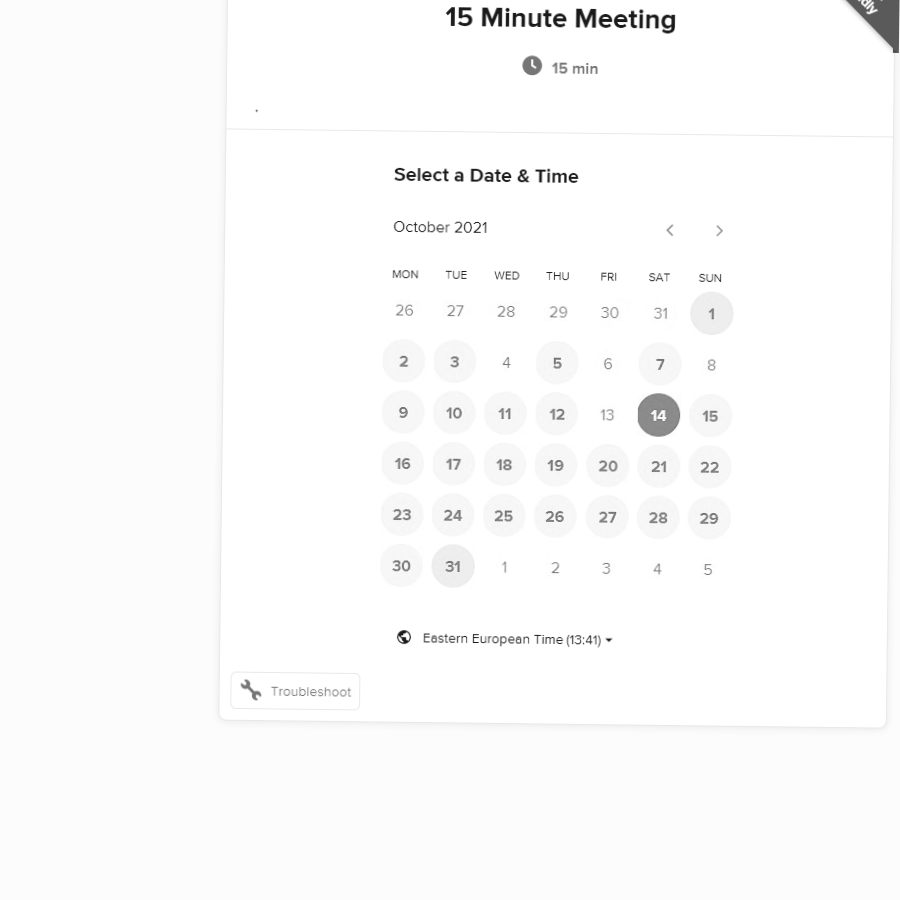 15 Minute Meeting
15 min
.
Select a Date & Time
October 2021
MON TUE WED THU FRI SAT SUN
26 27 28 29 30 31 1
2 3 4 5 6 7 8
9 10 11 12 13 14 15
16 17 18 19 20 21 22
23 24 25 26 27 28 29
30 31 1 2 3 4 5
Eastern European Time (13:41)
Troubleshoot